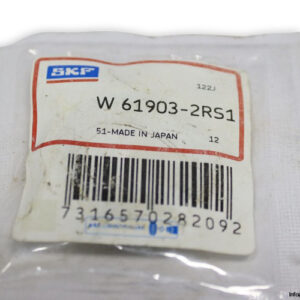 SKF
122J
W 61903-2RS1
51-MADE IN JAPAN 12
7316570282092